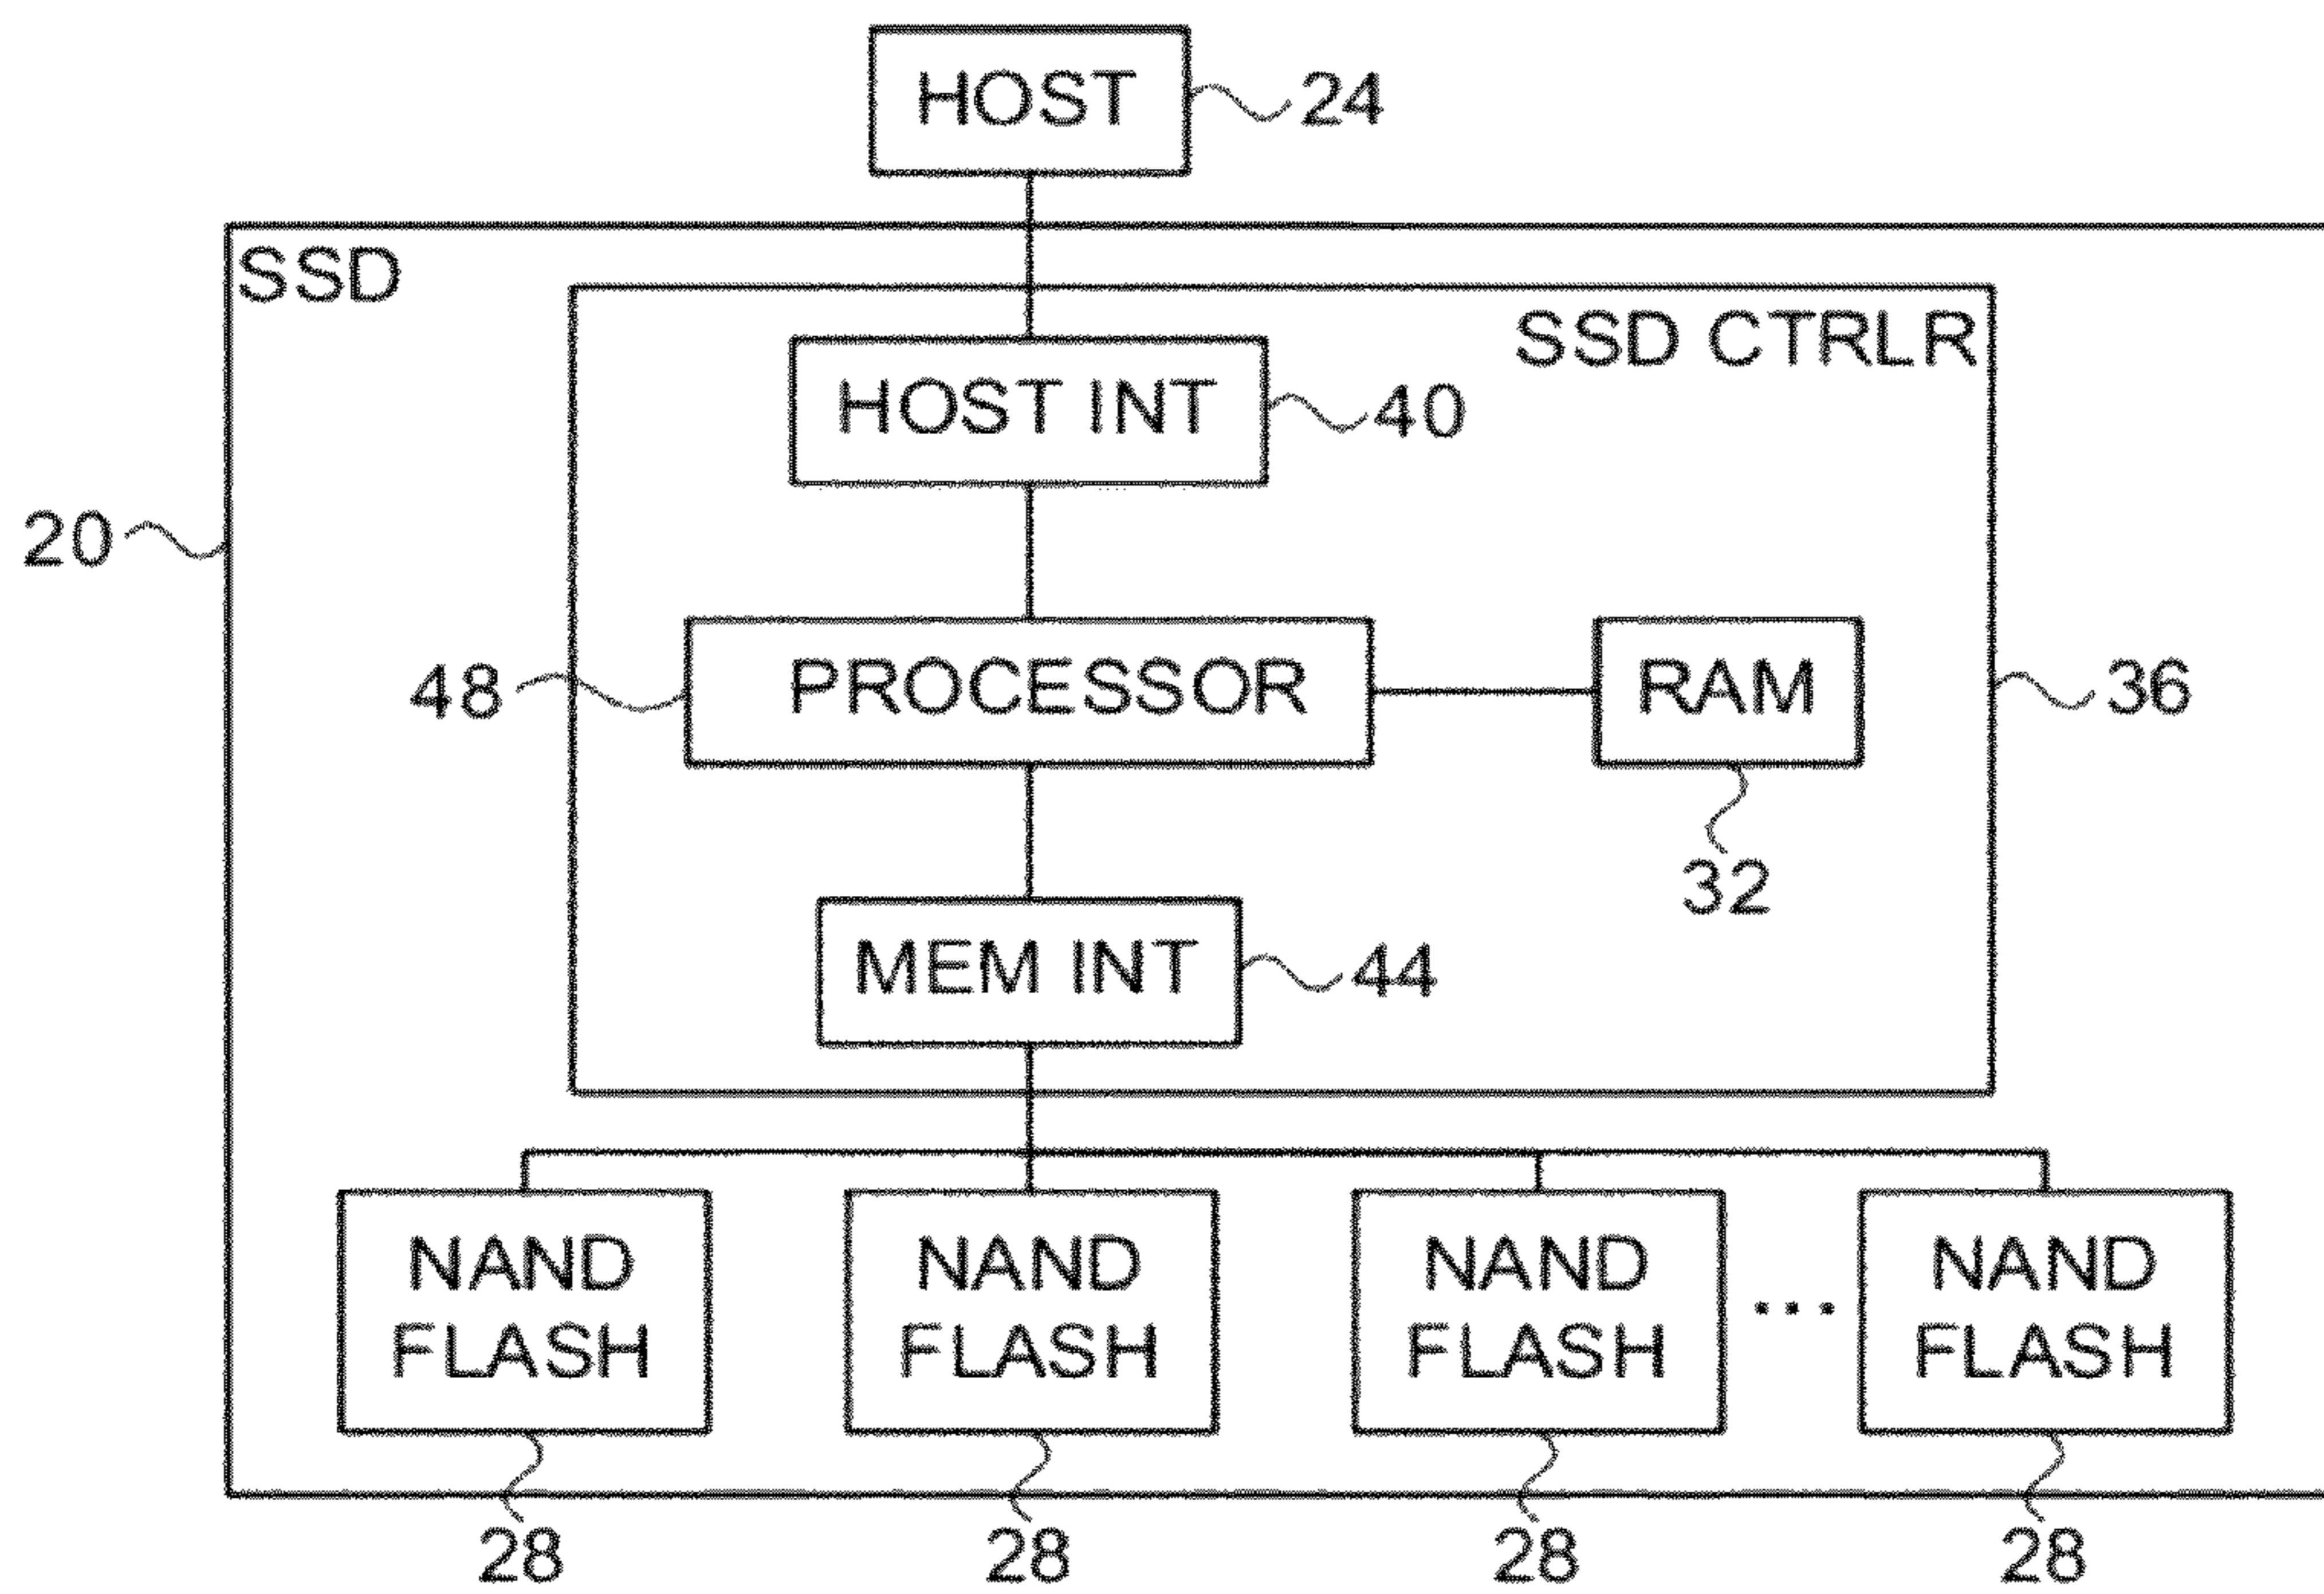 HOST
24
SSD
SSD CTRLR
HOST INT
40
20
48
PROCESSOR
RAM
36
32
MEM INT
44
NAND
FLASH
NAND
FLASH
NAND
FLASH
...
NAND
FLASH
28
28
28
28